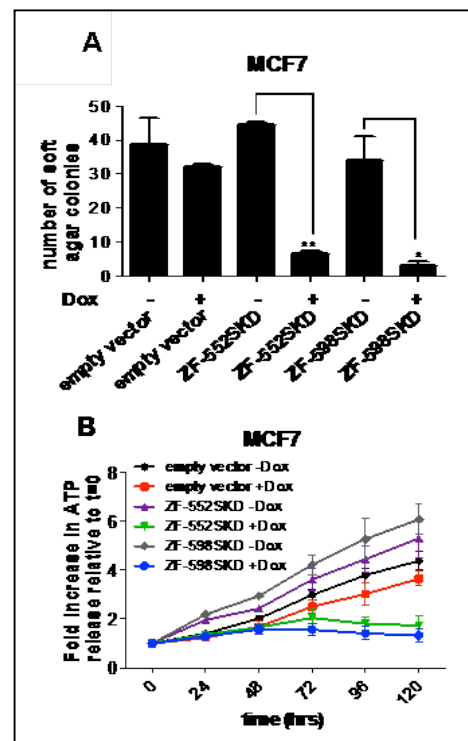 A
MCF7
number of soft
agar colonies
50
40
30
20
10
0
** *
Dox - + - + - +
empty vector
empty vector
ZF-552SKD
ZF-552SKD
ZF-598SKD
ZF-598SKD
B
MCF7
Fold increase in ATP
release relative to t=0
8
6
4
2
0
empty vector -Dox
empty vector +Dox
ZF-552SKD -Dox
ZF-552SKD +Dox
ZF-598SKD -Dox
ZF-598SKD +Dox
0 24 48 72 96 120
time (hrs)